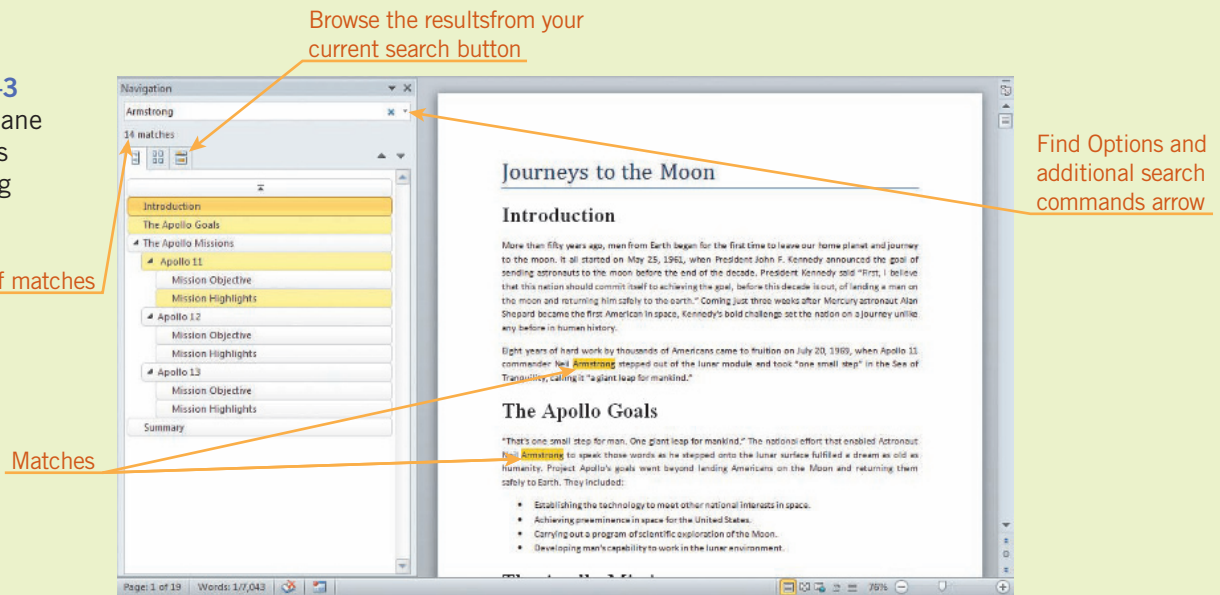 Browse the resultsfrom your
current search button
-3
ane
s
g
f matches
Matches
Find Options and
additional search
commands arrow
Navigation
Armstrong
14 matches
Introduction
The Apollo Goals
The Apollo Missions
Apollo 11
Mission Objective
Mission Highlights
Apollo 12
Mission Objective
Mission Highlights
Apollo 13
Mission Objective
Mission Highlights
Summary
Journeys to the Moon
Introduction
More than fifty years ago, men from Earth began for the first time to leave our home planet and journey
to the moon. It all started on May 25, 1961, when President John F. Kennedy announced the goal of
sending astronauts to the moon before the end of the decade. President Kennedy said "First, I believe
that this nation should commit itself to achieving the goal, before this decade is out, of landing a man on
the moon and returning him safely to the earth." Coming just three weeks after Mercury astronaut Alan
Shepard became the first American in space, Kennedy's bold challenge set the nation on a journey unlike
any before in human history.
Eight years of hard work by thousands of Americans came to fruition on July 20, 1969, when Apollo 11
commander Neil Armstrong stepped out of the lunar module and took "one small step" in the Sea of
Tranquility, calling it "a giant leap for mankind."
The Apollo Goals
"That's one small step for man. One giant leap for mankind." The national effort that enabled Astronaut
Neil Armstrong to speak those words as he stepped onto the lunar surface fulfilled a dream as old as
humanity. Project Apollo's goals went beyond landing Americans on the Moon and returning them
safely to Earth. They included:
• Establishing the technology to meet other national interests in space.
• Achieving preeminence in space for the United States.
• Carrying out a program of scientific exploration of the Moon.
• Developing man's capability to work in the lunar environment.
Page: 1 of 19 Words: 1/7,043 76%